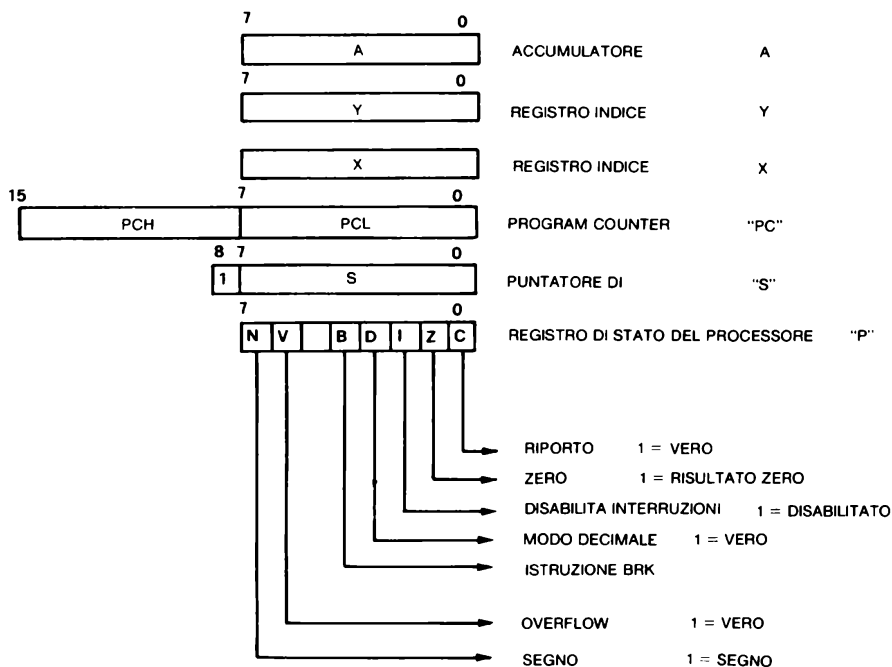 7 0
A ACCUMULATORE A
7 0
Y REGISTRO INDICE Y
X REGISTRO INDICE X
15 7 0
PCH PCL PROGRAM COUNTER "PC"
8 7 0
1 S PUNTATORE DI "S"
7 0
N V B D I Z C REGISTRO DI STATO DEL PROCESSORE "P"
RIPORTO 1 = VERO
ZERO 1 = RISULTATO ZERO
DISABILITA INTERRUZIONI 1 = DISABILITATO
MODO DECIMALE 1 = VERO
ISTRUZIONE BRK
OVERFLOW 1 = VERO
SEGNO 1 = SEGNO